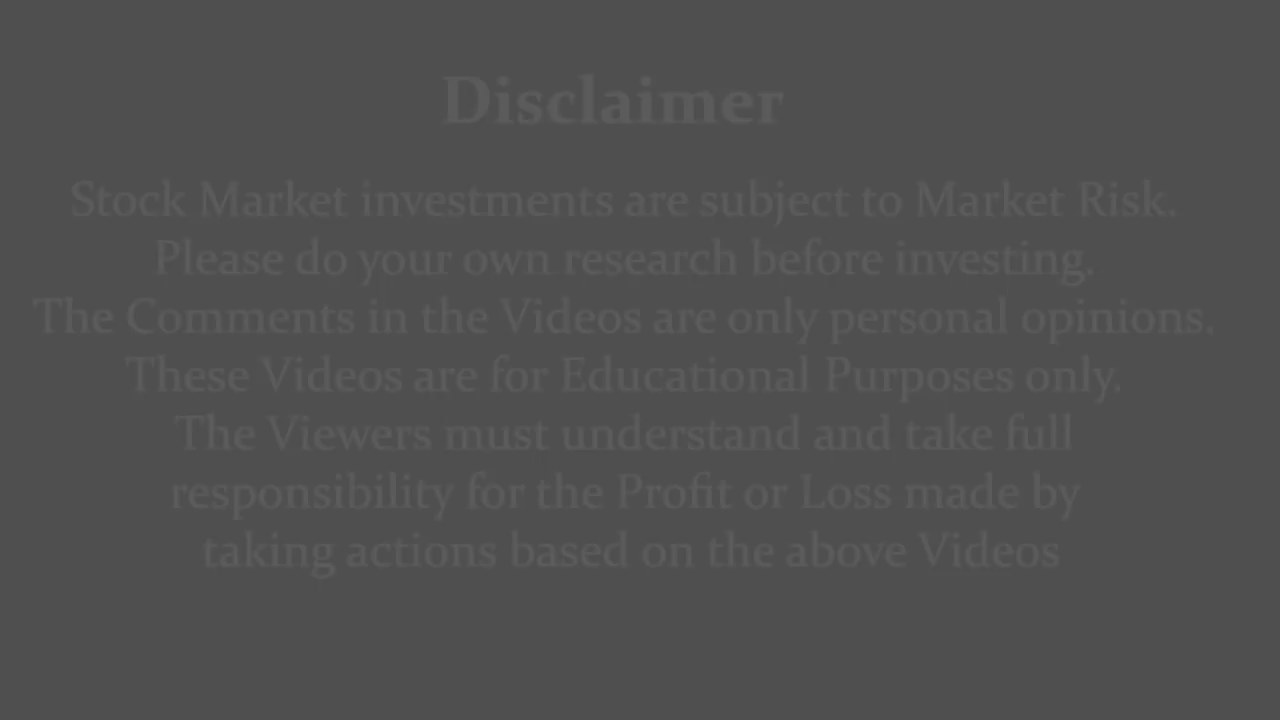 Disclaimer
Stock Market investments are subject to Market Risk.
Please do your own research before investing.
The Comments in the Videos are only personal opinions.
These Videos are for Educational Purposes only.
The Viewers must understand and take full
responsibility for the Profit or Loss made by
taking actions based on the above Videos